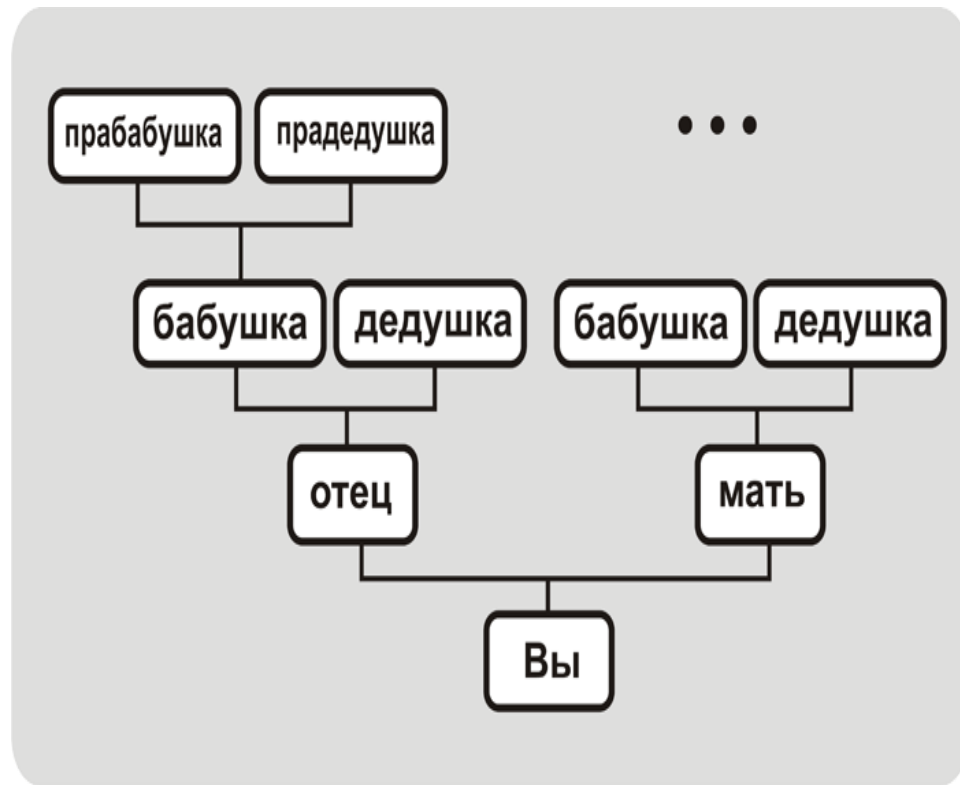 прабабушка прадедушка
• • •
бабушка дедушка бабушка дедушка
отец мать
Вы